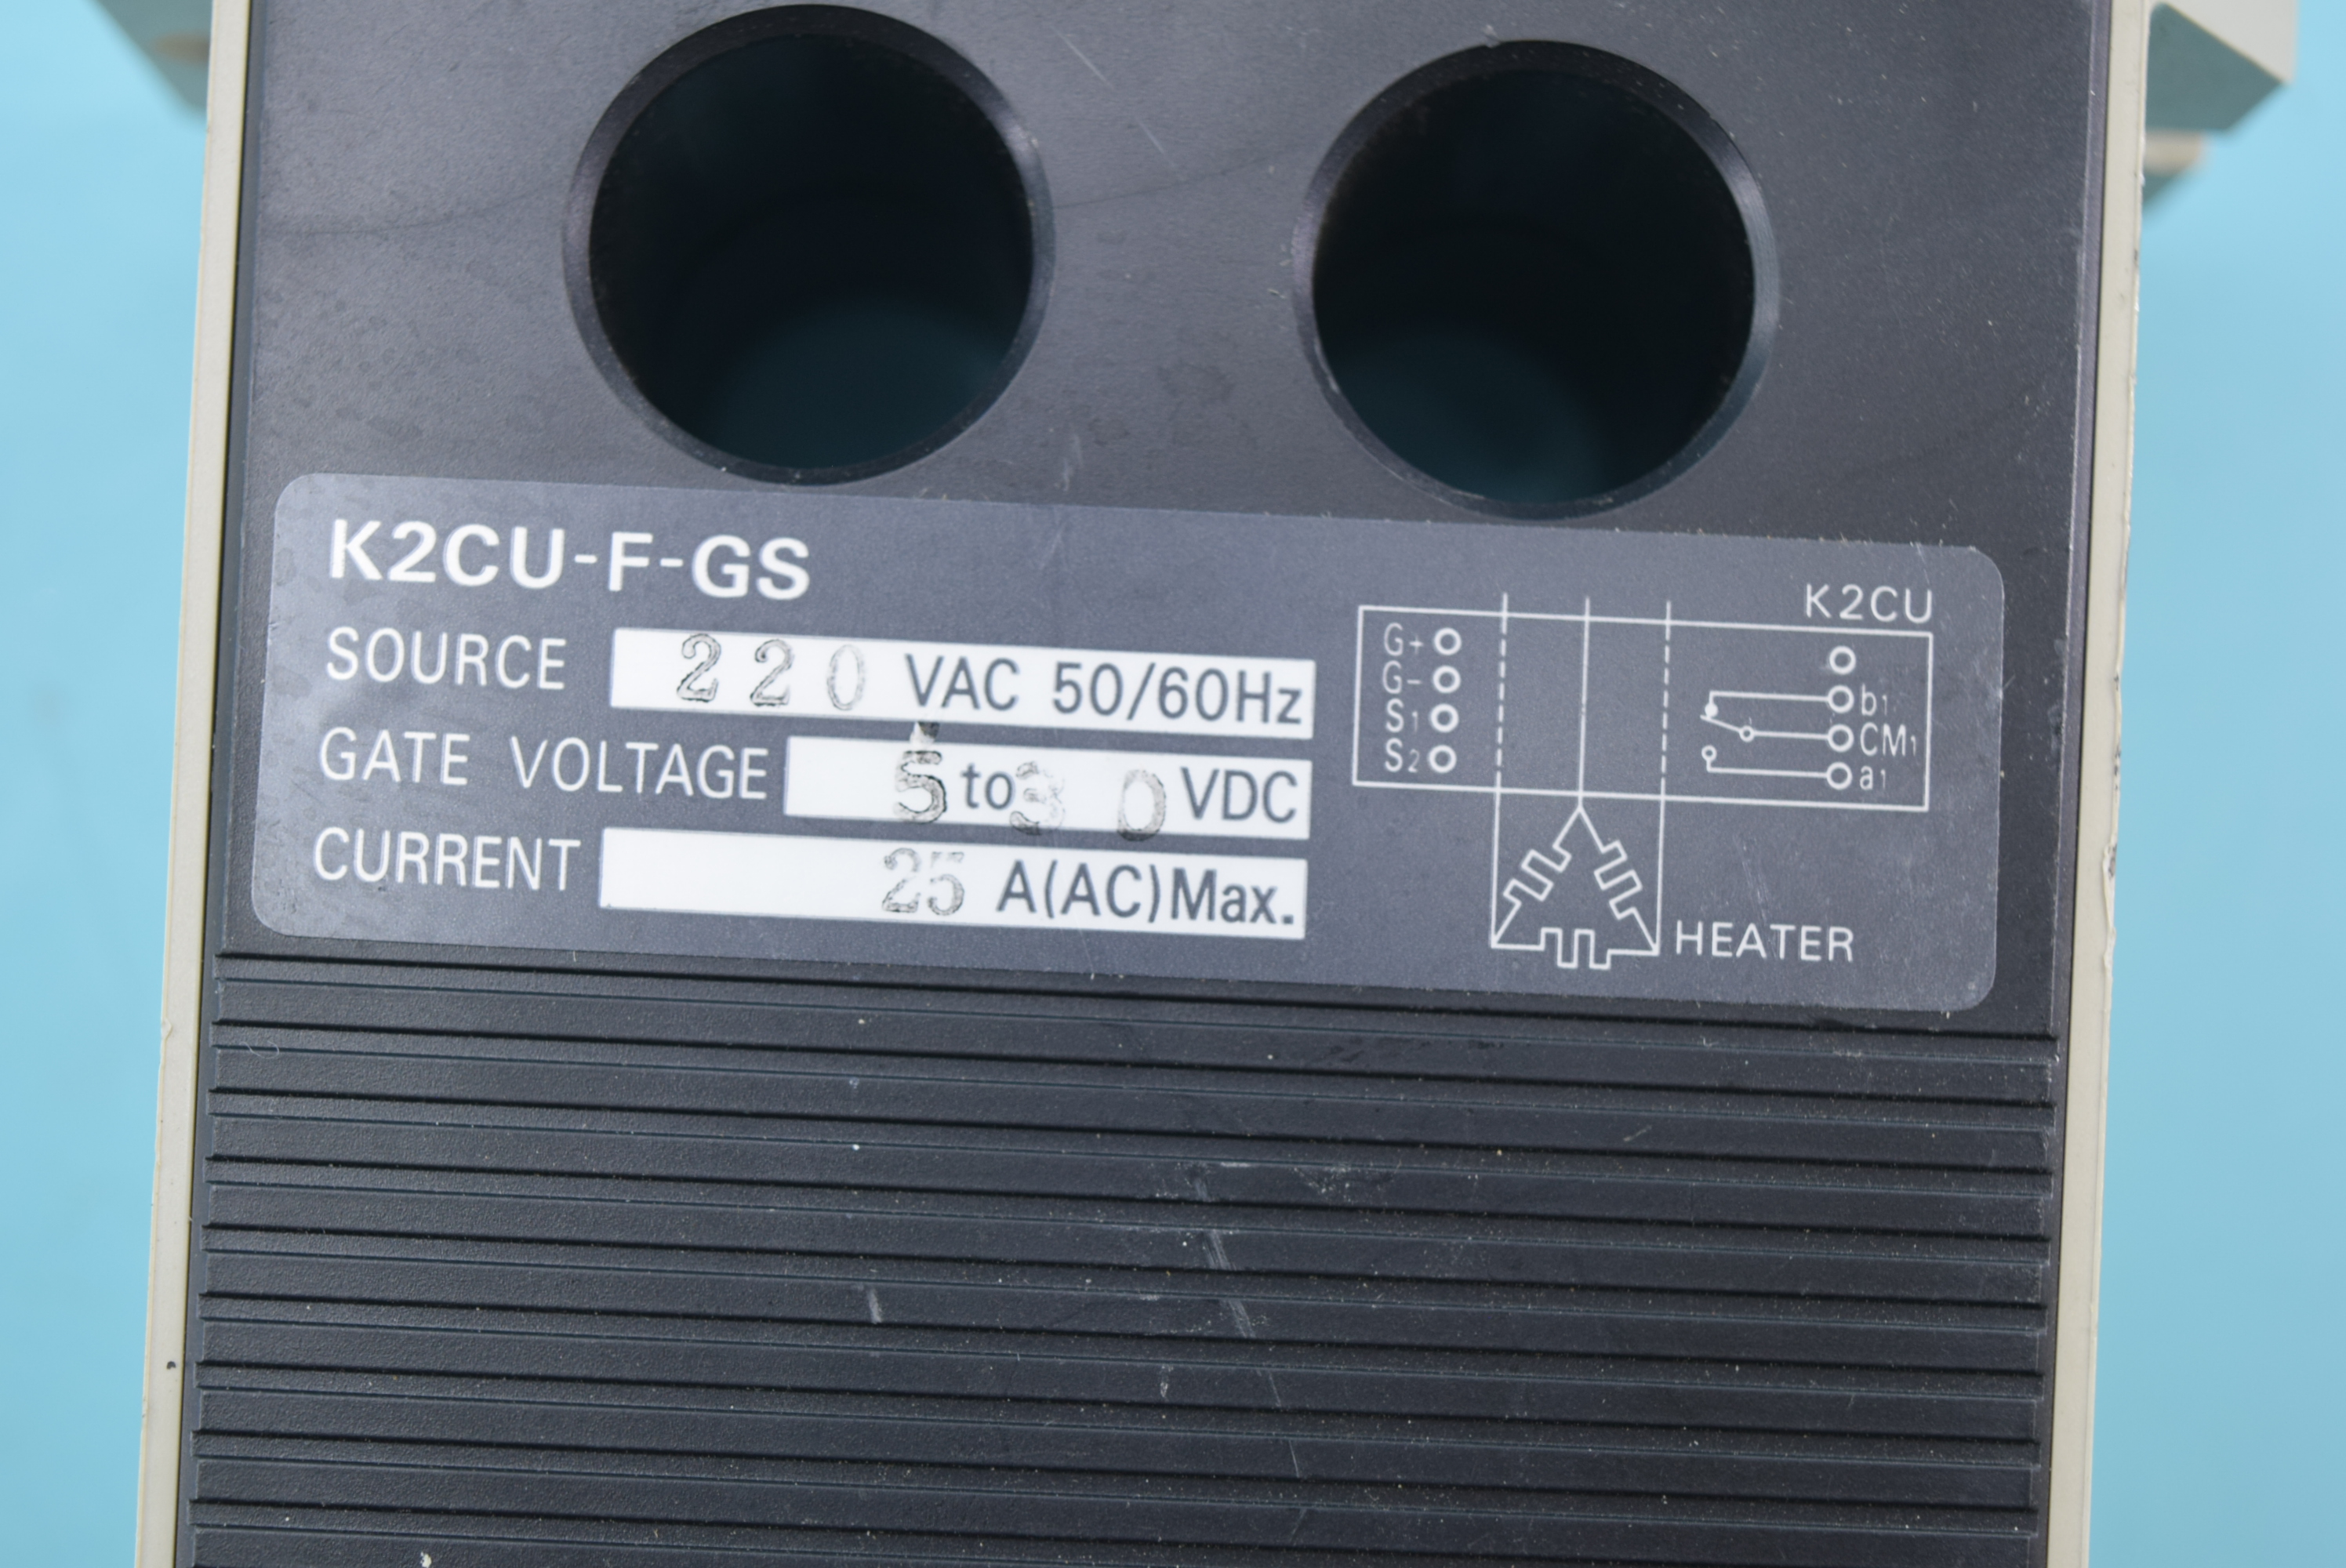 K2CU-F-GS
SOURCE 220 VAC 50/60Hz
GATE VOLTAGE 5 to 30 VDC
CURRENT 25 A(AC)Max.
K2CU
G+
G-
S1
S2
b1
CM1
a1
HEATER